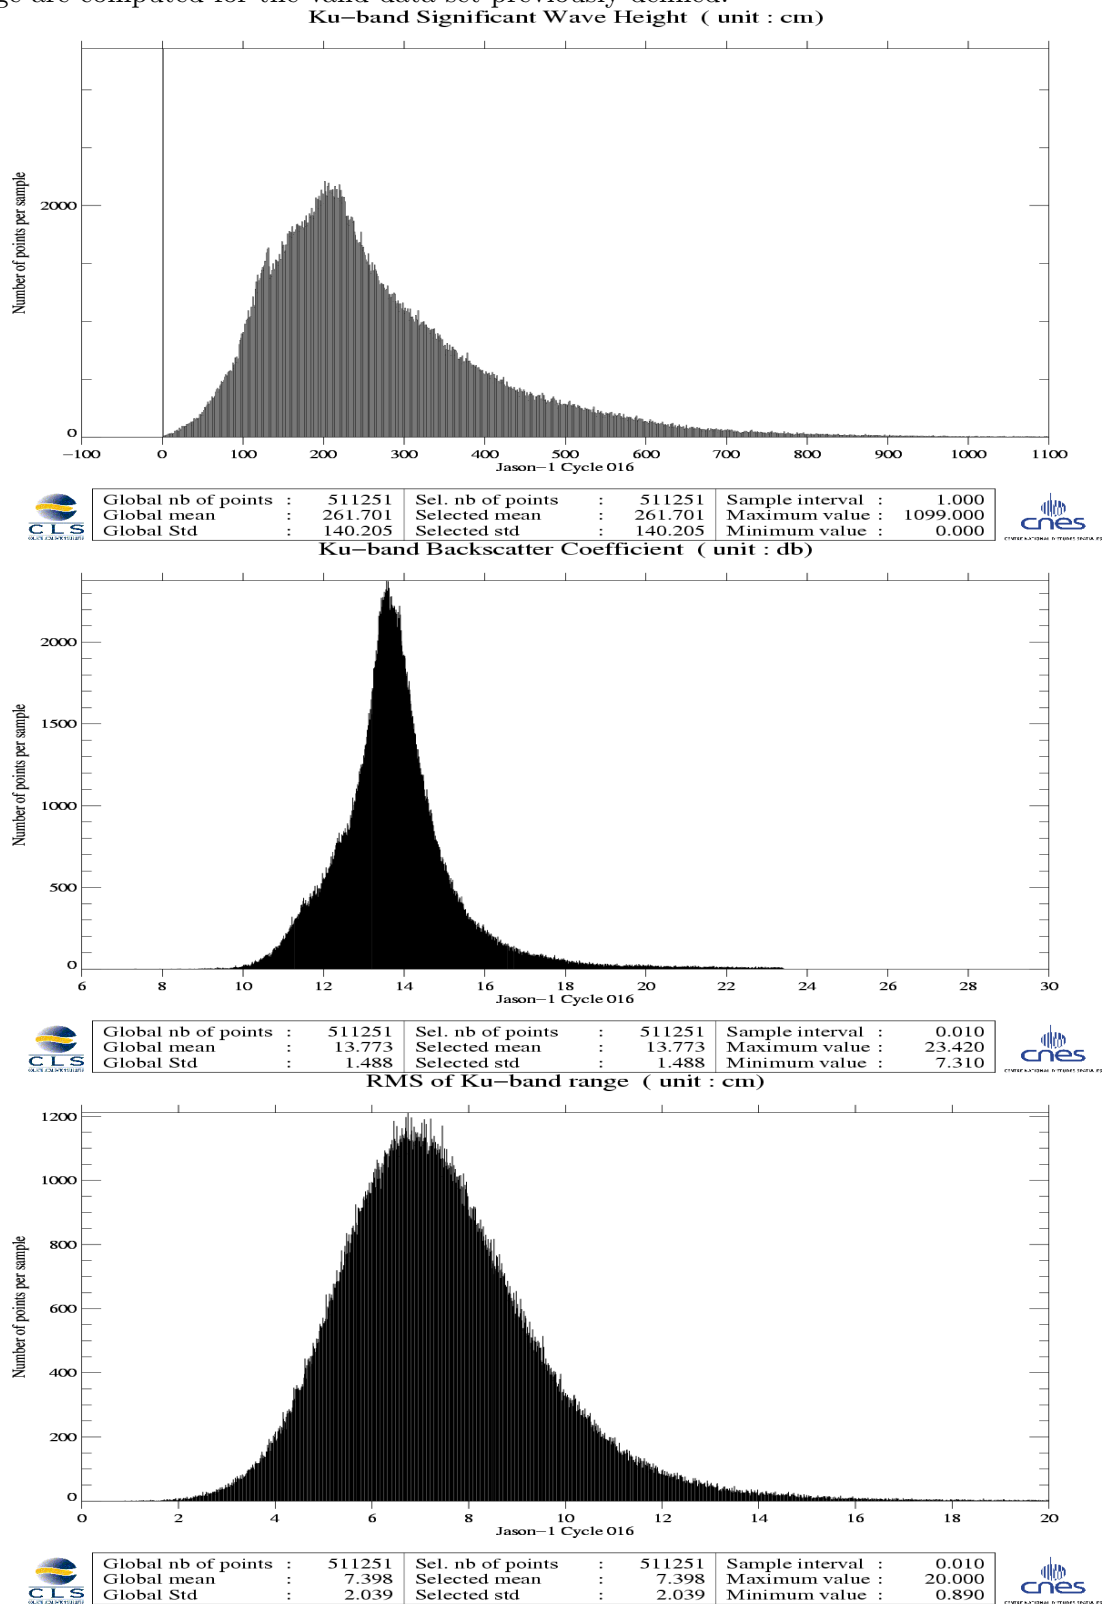 ge are computed for the valid data set previously defined.
Ku-band Significant Wave Height ( unit : cm)
Number of points per sample
2000
0
-100 0 100 200 300 400 500 600 700 800 900 1000 1100
Jason-1 Cycle 016
CLS
Global nb of points : 511251 Sel. nb of points : 511251 Sample interval : 1.000
Global mean : 261.701 Selected mean : 261.701 Maximum value : 1099.000
Global Std : 140.205 Selected std : 140.205 Minimum value : 0.000
cnes
Ku-band Backscatter Coefficient ( unit : db)
Number of points per sample
2000
1500
1000
500
0
6 8 10 12 14 16 18 20 22 24 26 28 30
Jason-1 Cycle 016
CLS
Global nb of points : 511251 Sel. nb of points : 511251 Sample interval : 0.010
Global mean : 13.773 Selected mean : 13.773 Maximum value : 23.420
Global Std : 1.488 Selected std : 1.488 Minimum value : 7.310
cnes
RMS of Ku-band range ( unit : cm)
Number of points per sample
1200
1000
800
600
400
200
0
0 2 4 6 8 10 12 14 16 18 20
Jason-1 Cycle 016
CLS
Global nb of points : 511251 Sel. nb of points : 511251 Sample interval : 0.010
Global mean : 7.398 Selected mean : 7.398 Maximum value : 20.000
Global Std : 2.039 Selected std : 2.039 Minimum value : 0.890
cnes